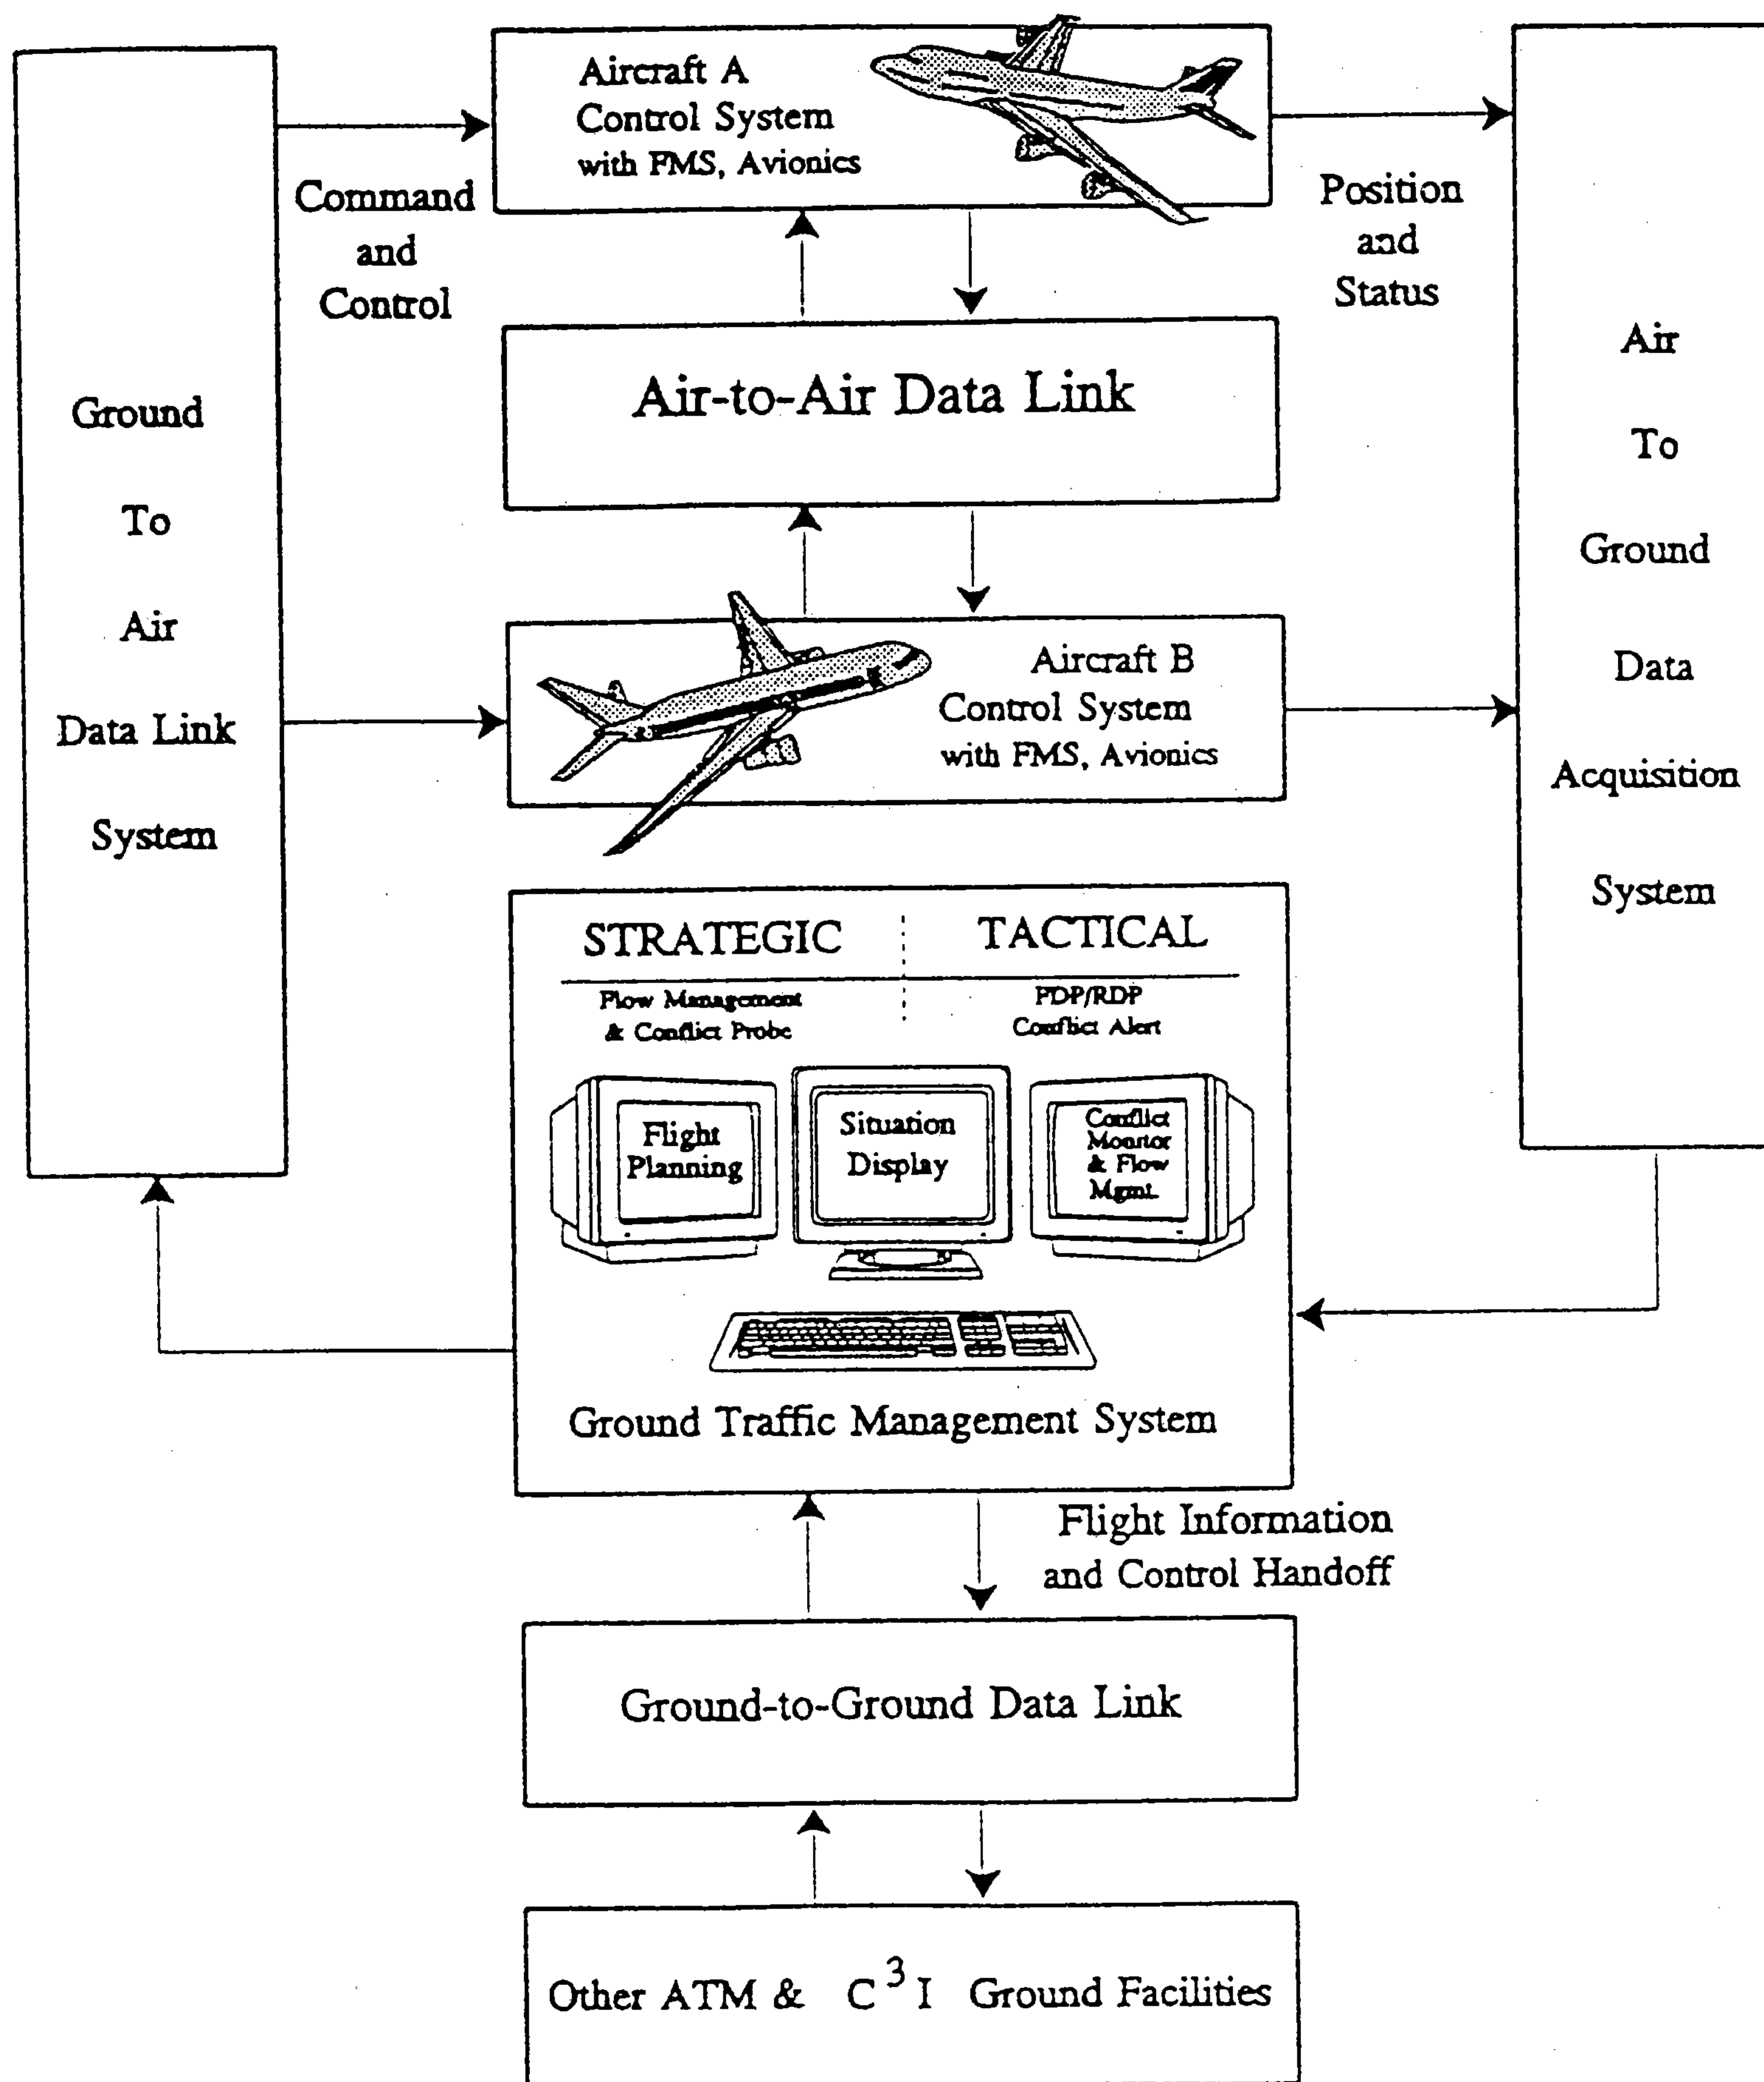 Aircraft A
Control System
with FMS, Avionics
Command
and
Control
Position
and
Status
Ground
To
Air
Data Link
System
Air-to-Air Data Link
Air
To
Ground
Data
Acquisition
System
Aircraft B
Control System
with FMS, Avionics
STRATEGIC
TACTICAL
Flow Management
& Conflict Probe
FDP/RDP
Conflict Alert
Flight
Planning
Situation
Display
Conflict
Monitor
& Flow
Mgmt.
Ground Traffic Management System
Flight Information
and Control Handoff
Ground-to-Ground Data Link
Other ATM & C³I Ground Facilities